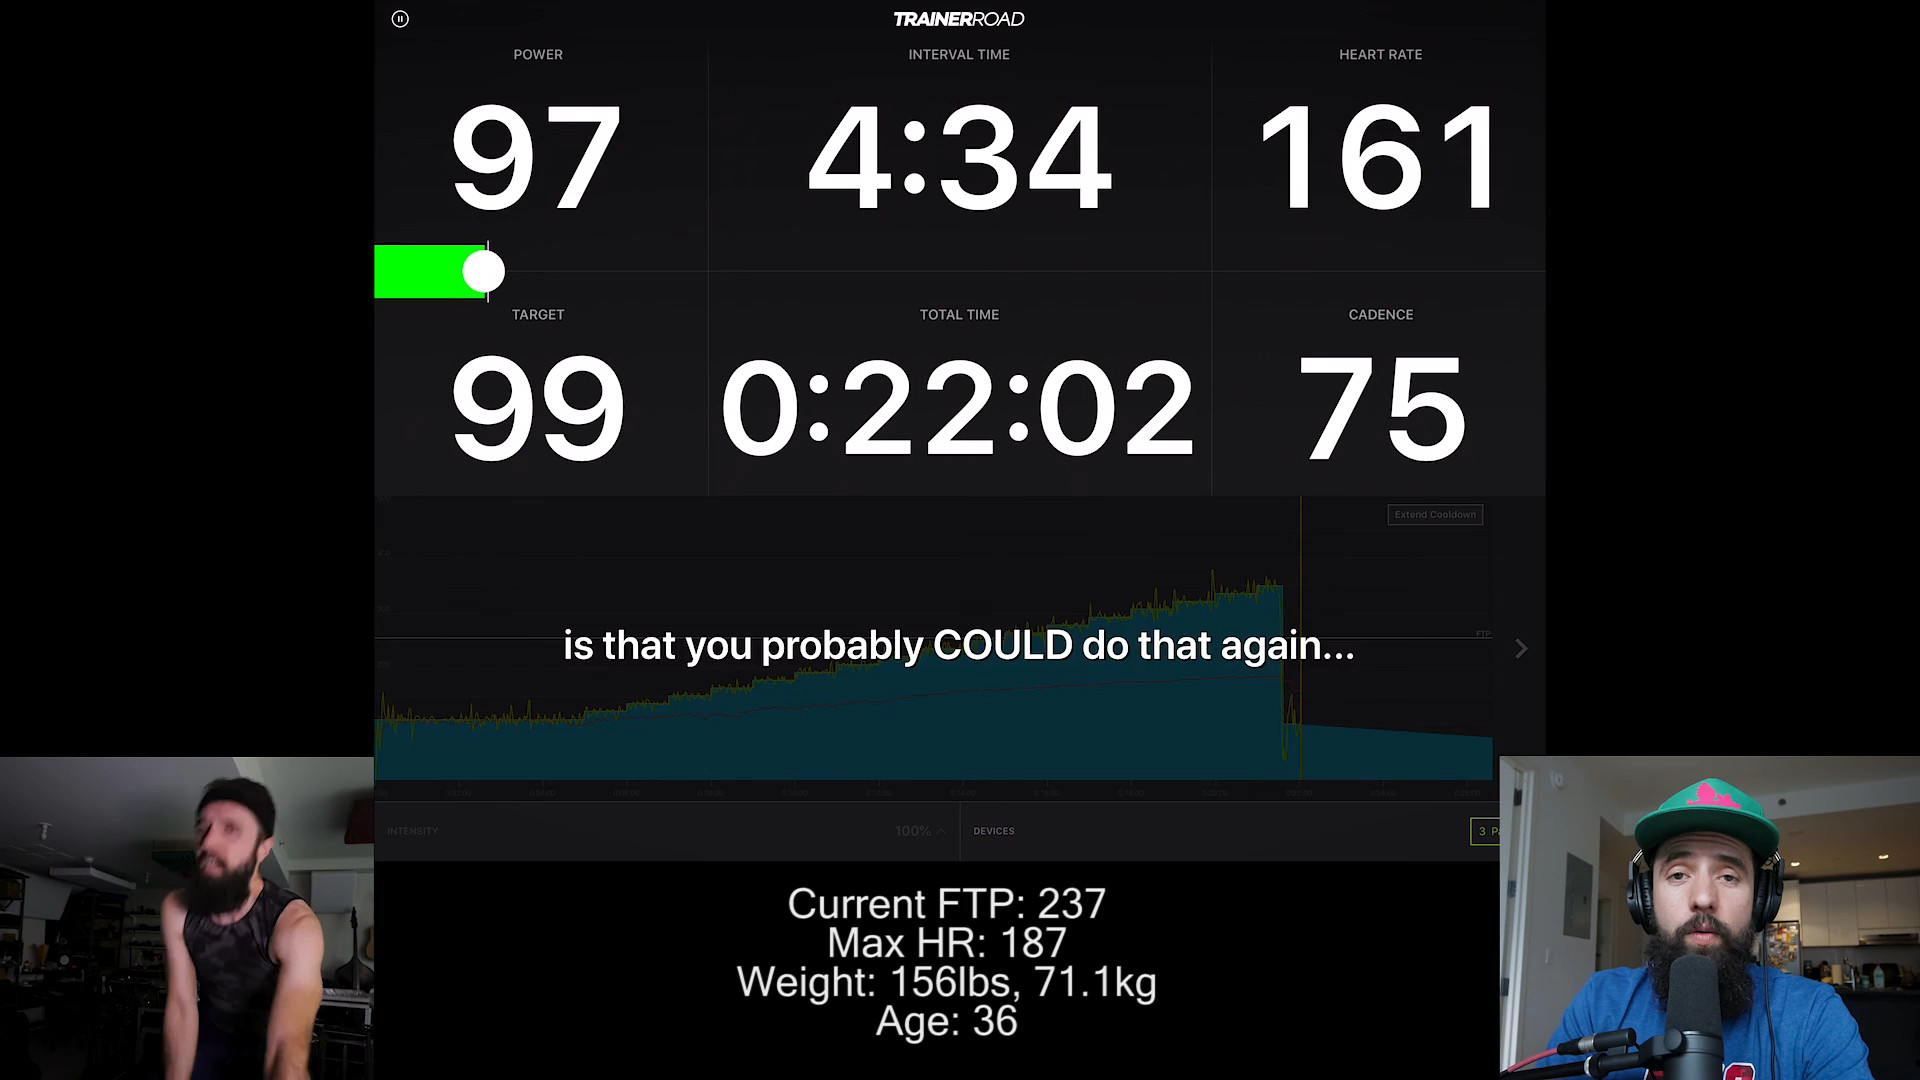 TRAINERROAD
POWER
INTERVAL TIME
HEART RATE
97
4:34
161
TARGET
TOTAL TIME
CADENCE
99
0:22:02
75
Extend Cooldown
FTP
is that you probably COULD do that again...
INTENSITY
100%
DEVICES
3
Current FTP: 237
Max HR: 187
Weight: 156lbs, 71.1kg
Age: 36